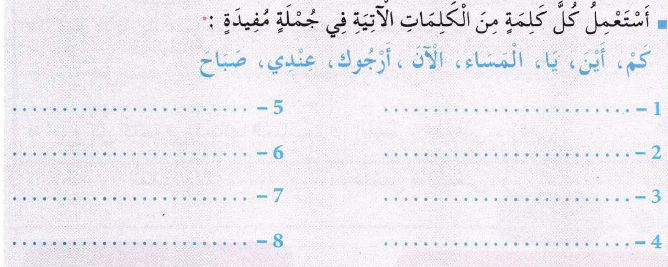 أَسْتَعْمِلُ كُلَّ كَلِمَةٍ مِنَ الْكَلِمَاتِ الْآتِيَةِ فِي جُمْلَةٍ مُفِيدَةٍ :
كَمْ، أَيْنَ، يَا، الْمَسَاء، الْآنَ، أَرْجُوك، عِنْدِي، صَبَاحَ
1 – ............................ 5 – ............................
2 – ............................ 6 – ............................
3 – ............................ 7 – ............................
4 – ............................ 8 – ............................